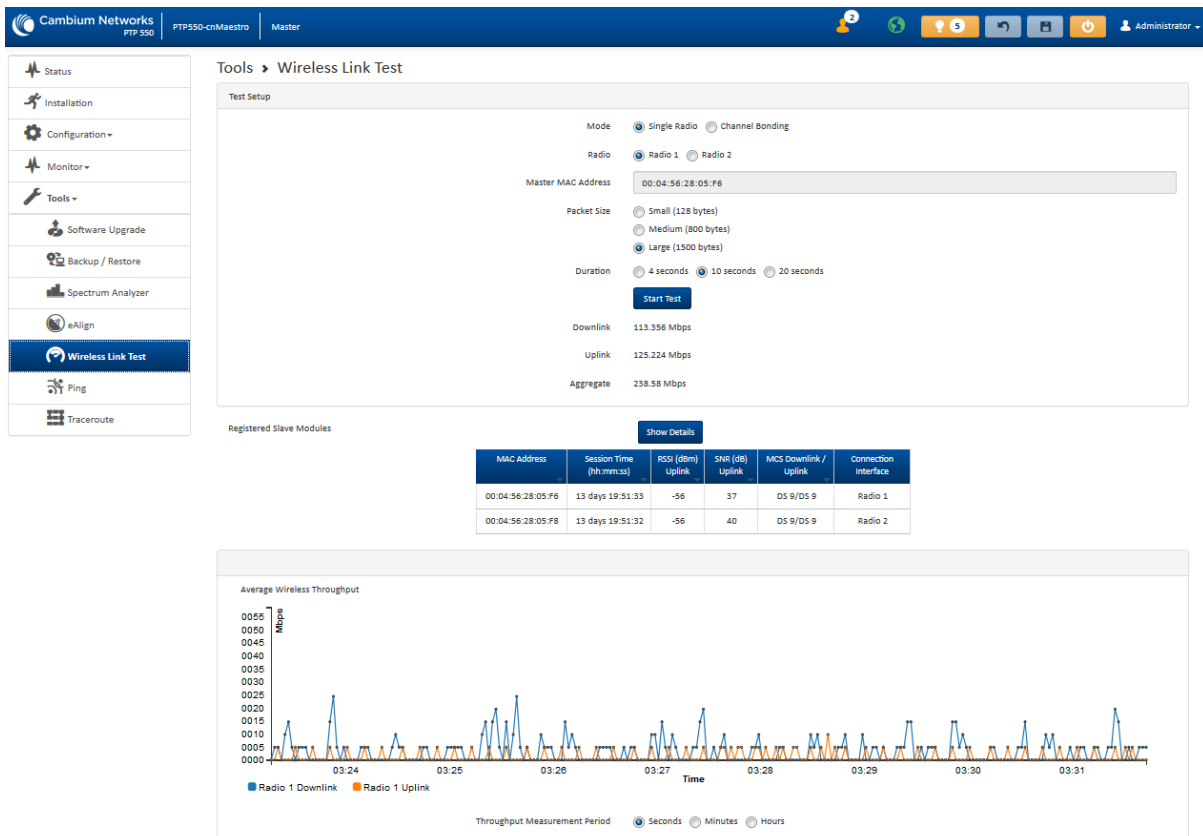 Cambium Networks
PTP 550
PTP550-cnMaestro
Master
2
5
Administrator
Status
Installation
Configuration
Monitor
Tools
Software Upgrade
Backup / Restore
Spectrum Analyzer
eAlign
Wireless Link Test
Ping
Traceroute
Tools > Wireless Link Test
Test Setup
Mode Single Radio Channel Bonding
Radio Radio 1 Radio 2
Master MAC Address 00:04:56:28:05:F6
Packet Size Small (128 bytes)
Medium (800 bytes)
Large (1500 bytes)
Duration 4 seconds 10 seconds 20 seconds
Start Test
Downlink 113.356 Mbps
Uplink 125.224 Mbps
Aggregate 238.58 Mbps
Registered Slave Modules Show Details
MAC Address Session Time (hh:mm:ss) RSSI (dBm) Uplink SNR (dB) Uplink MCS Downlink / Uplink Connection Interface
00:04:56:28:05:F6 13 days 19:51:33 -56 37 DS 9/DS 9 Radio 1
00:04:56:28:05:F8 13 days 19:51:32 -56 40 DS 9/DS 9 Radio 2
Average Wireless Throughput
Mbps
0055
0050
0045
0040
0035
0030
0025
0020
0015
0010
0005
0000
03:24 03:25 03:26 03:27 03:28 03:29 03:30 03:31
Time
Radio 1 Downlink Radio 1 Uplink
Throughput Measurement Period Seconds Minutes Hours